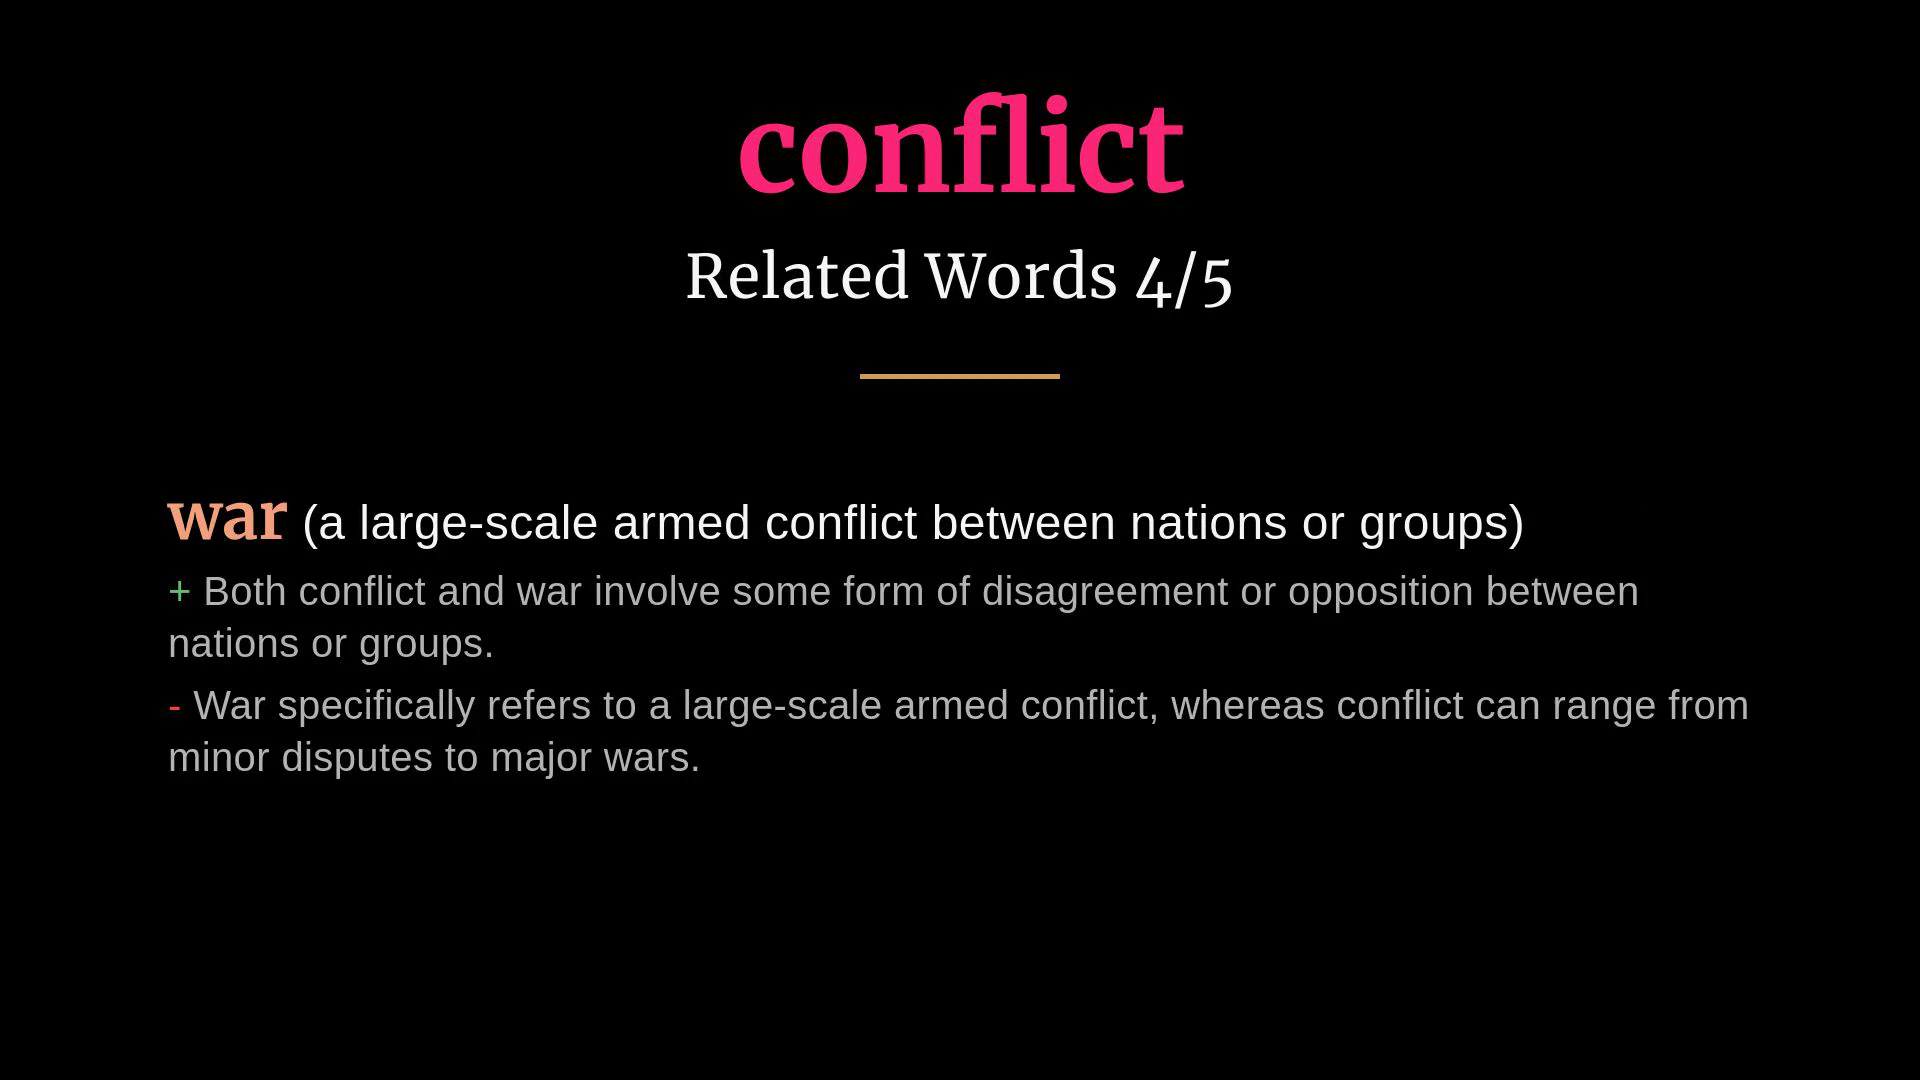 conflict
Related Words 4/5
war (a large-scale armed conflict between nations or groups)
+ Both conflict and war involve some form of disagreement or opposition between
nations or groups.
- War specifically refers to a large-scale armed conflict, whereas conflict can range from
minor disputes to major wars.